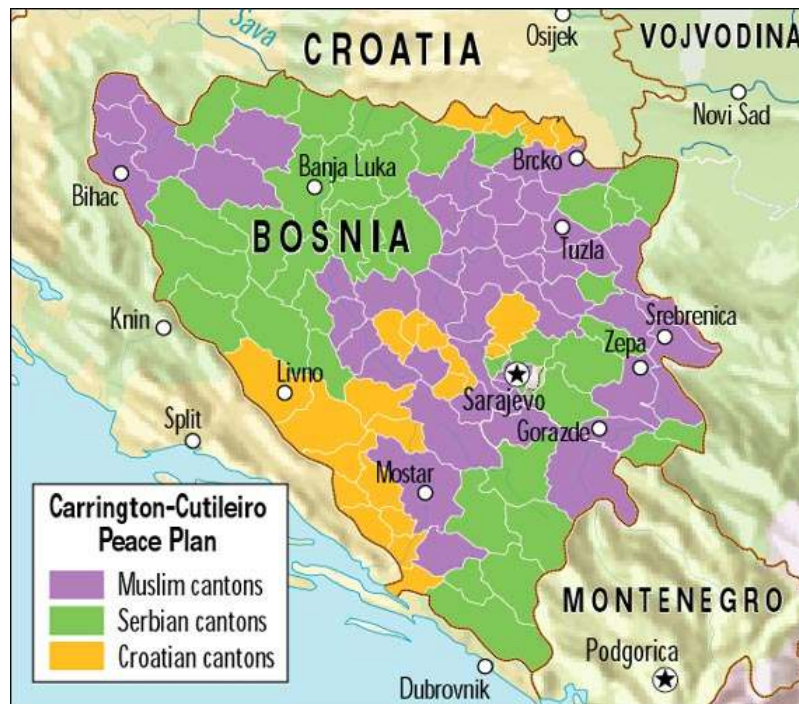 Sava
CROATIA
Osijek
VOJVODINA
Novi Sad
Bihac
Banja Luka
Brcko
BOSNIA
Tuzla
Knin
Srebrenica
Zepa
Livno
Sarajevo
Split
Gorazde
Mostar
Carrington-Cutileiro
Peace Plan
Muslim cantons
Serbian cantons
Croatian cantons
MONTENEGRO
Podgorica
Dubrovnik